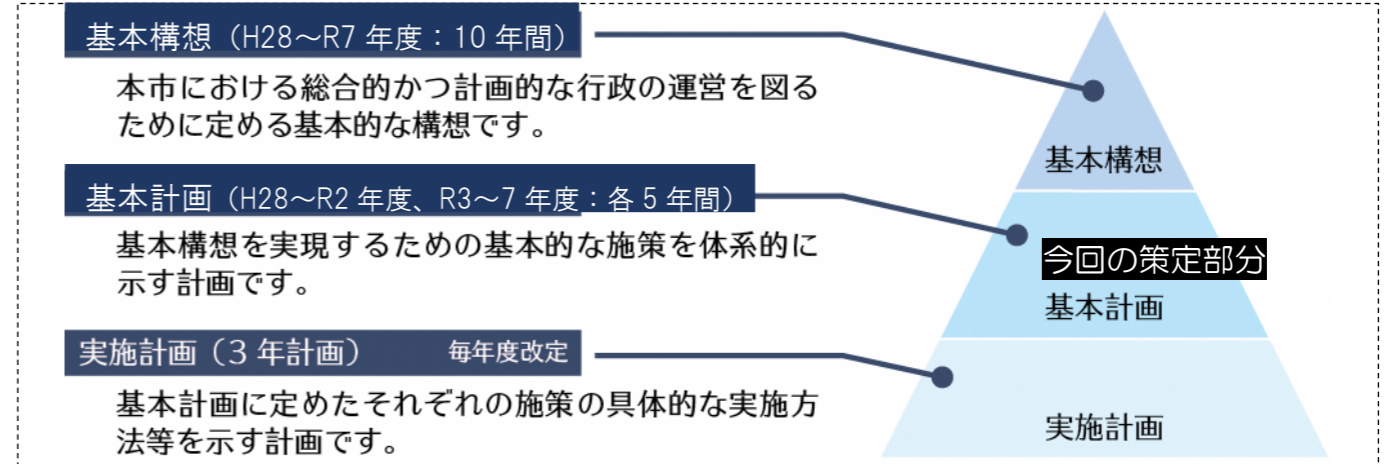 基本構想（H28～R7年度：10年間）
本市における総合的かつ計画的な行政の運営を図る
ために定める基本的な構想です。
基本計画（H28～R2年度、R3～7年度：各5年間）
基本構想を実現するための基本的な施策を体系的に
示す計画です。
実施計画（3年計画）　毎年度改定
基本計画に定めたそれぞれの施策の具体的な実施方
法等を示す計画です。
基本構想
今回の策定部分
基本計画
実施計画